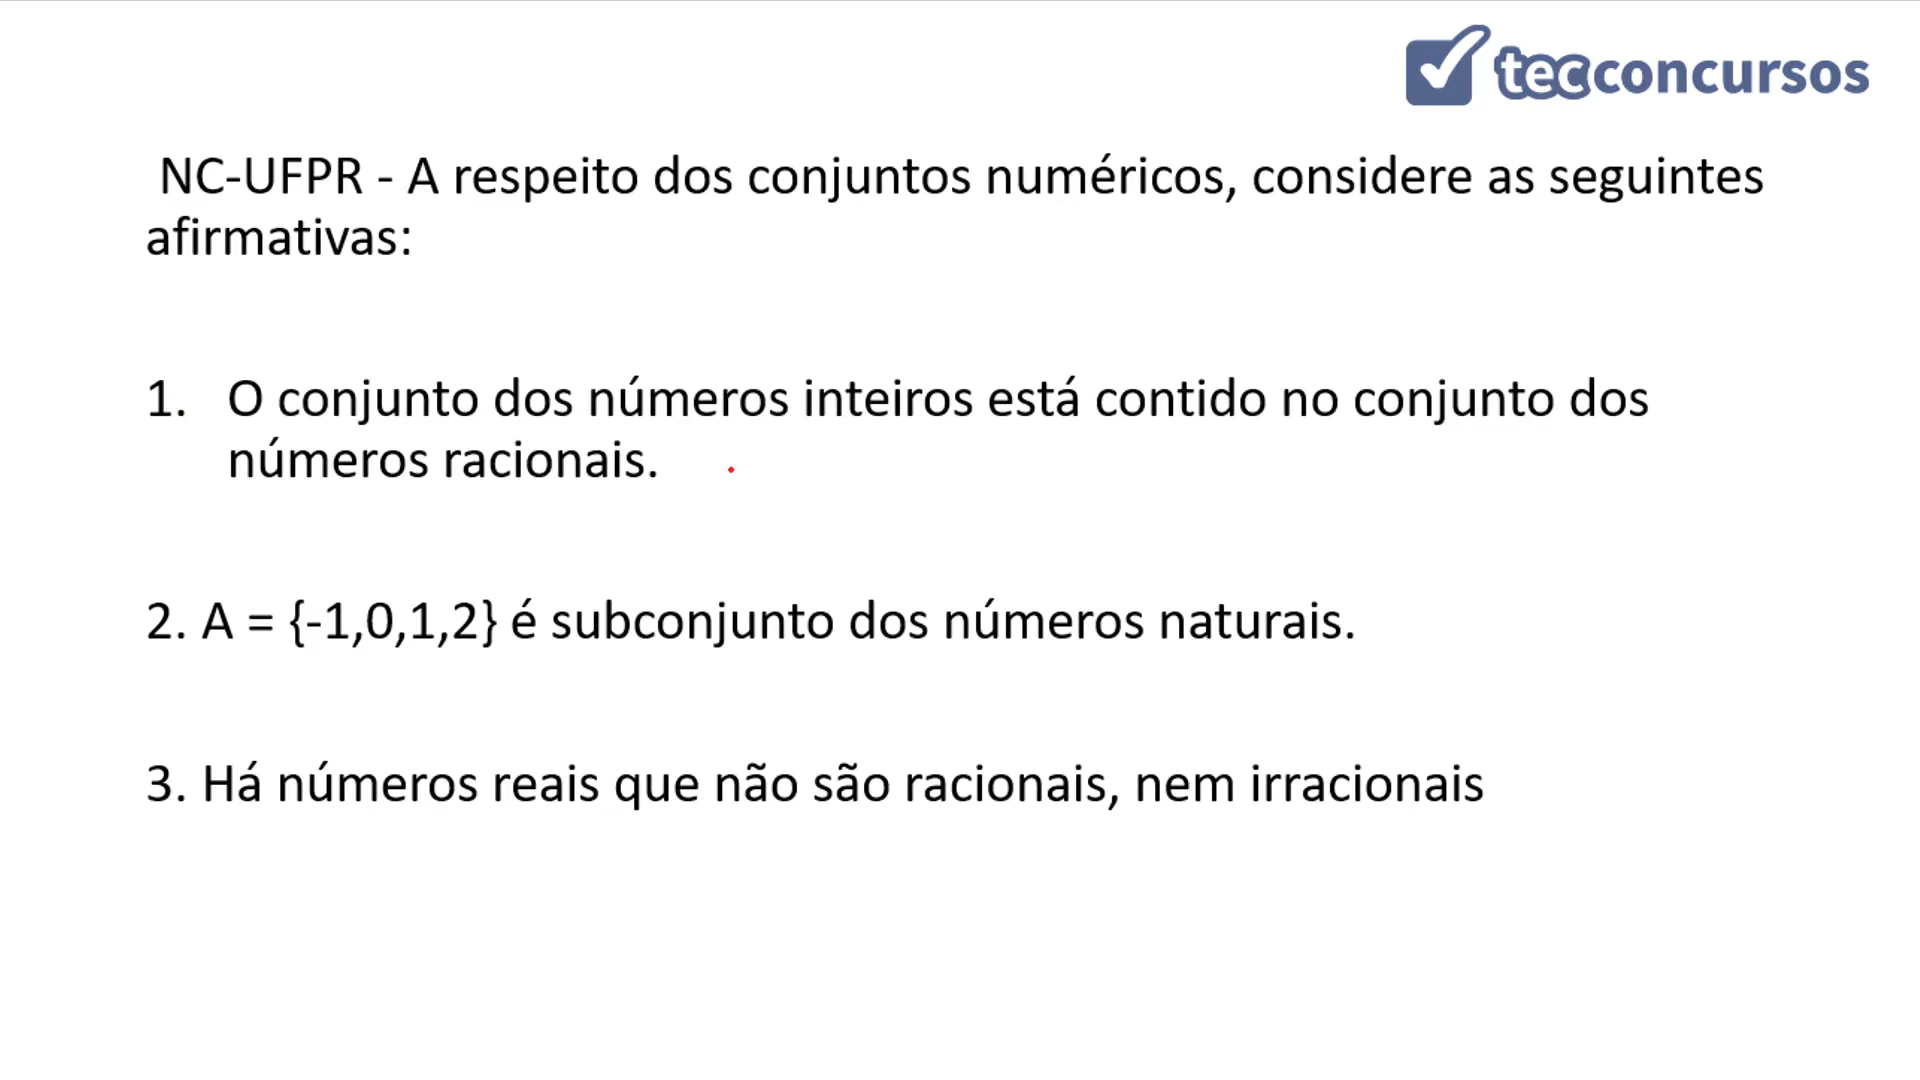 tecconcursos
NC-UFPR - A respeito dos conjuntos numéricos, considere as seguintes
afirmativas:
1. O conjunto dos números inteiros está contido no conjunto dos
números racionais.
2. A = {-1,0,1,2} é subconjunto dos números naturais.
3. Há números reais que não são racionais, nem irracionais